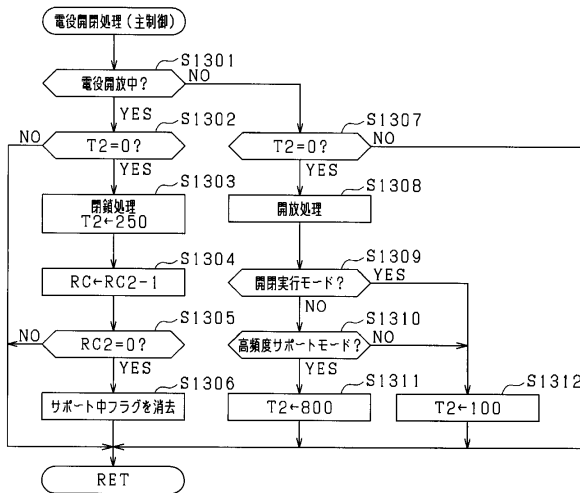 電役開閉処理(主制御)
S1301
電役開放中?
NO
YES
S1302
NO
T2=0?
YES
S1303
閉鎖処理
T2←250
S1304
RC←RC2-1
S1305
NO
RC2=0?
YES
S1306
サポート中フラグを消去
RET
S1307
T2=0?
NO
YES
S1308
開放処理
S1309
開閉実行モード?
YES
NO
S1310
高頻度サポートモード?
NO
YES
S1311
T2←800
S1312
T2←100